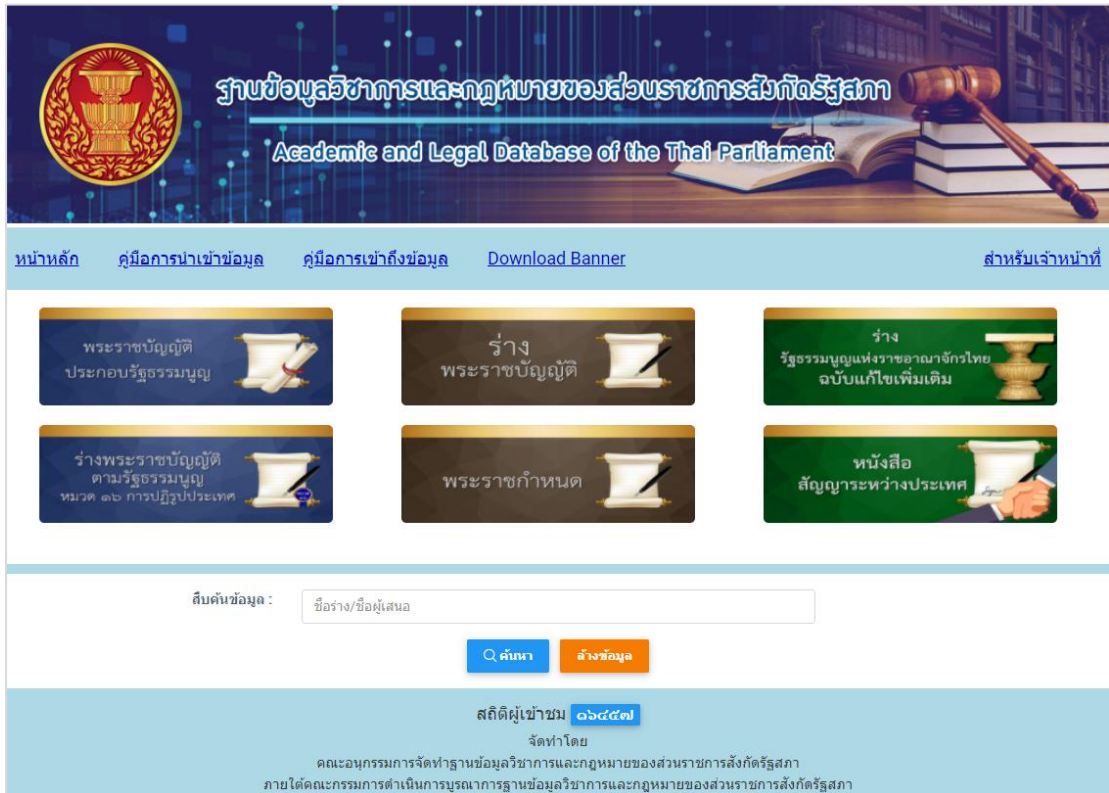 ฐานข้อมูลวิชาการและกฎหมายของส่วนราชการสังกัดรัฐสภา
Academic and Legal Database of the Thai Parliament
หน้าหลัก คู่มือการนำเข้าข้อมูล คู่มือการเข้าถึงข้อมูล Download Banner สำหรับเจ้าหน้าที่
พระราชบัญญัติ
ประกอบรัฐธรรมนูญ
ร่าง
พระราชบัญญัติ
ร่าง
รัฐธรรมนูญแห่งราชอาณาจักรไทย
ฉบับแก้ไขเพิ่มเติม
ร่างพระราชบัญญัติ
ตามรัฐธรรมนูญ
หมวด ๑๖ การปฏิรูปประเทศ
พระราชกำหนด
หนังสือ
สัญญาระหว่างประเทศ
สืบค้นข้อมูล :
ชื่อร่าง/ชื่อผู้เสนอ
ค้นหา ล้างข้อมูล
สถิติผู้เข้าชม ๑๖๔๕๗
จัดทำโดย
คณะอนุกรรมการจัดทำฐานข้อมูลวิชาการและกฎหมายของส่วนราชการสังกัดรัฐสภา
ภายใต้คณะกรรมการดำเนินการบูรณาการฐานข้อมูลวิชาการและกฎหมายของส่วนราชการสังกัดรัฐสภา